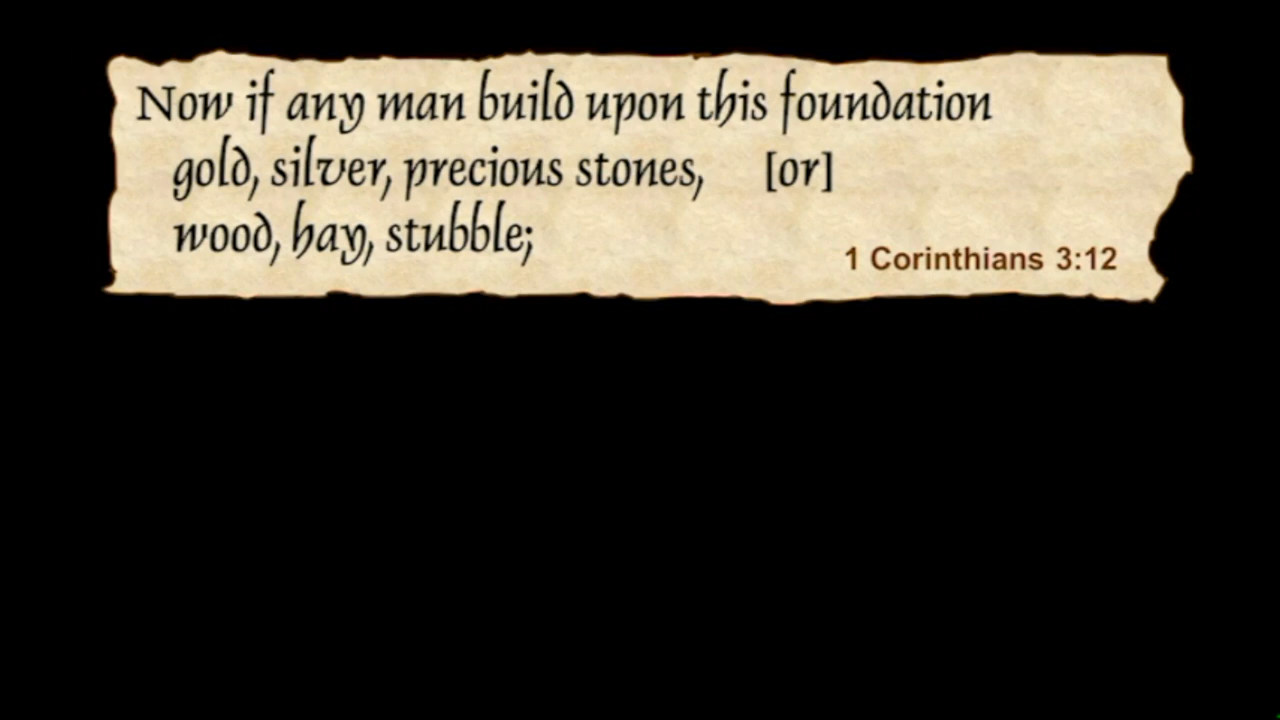 Now if any man build upon this foundation
gold, silver, precious stones, [or]
wood, hay, stubble;
1 Corinthians 3:12